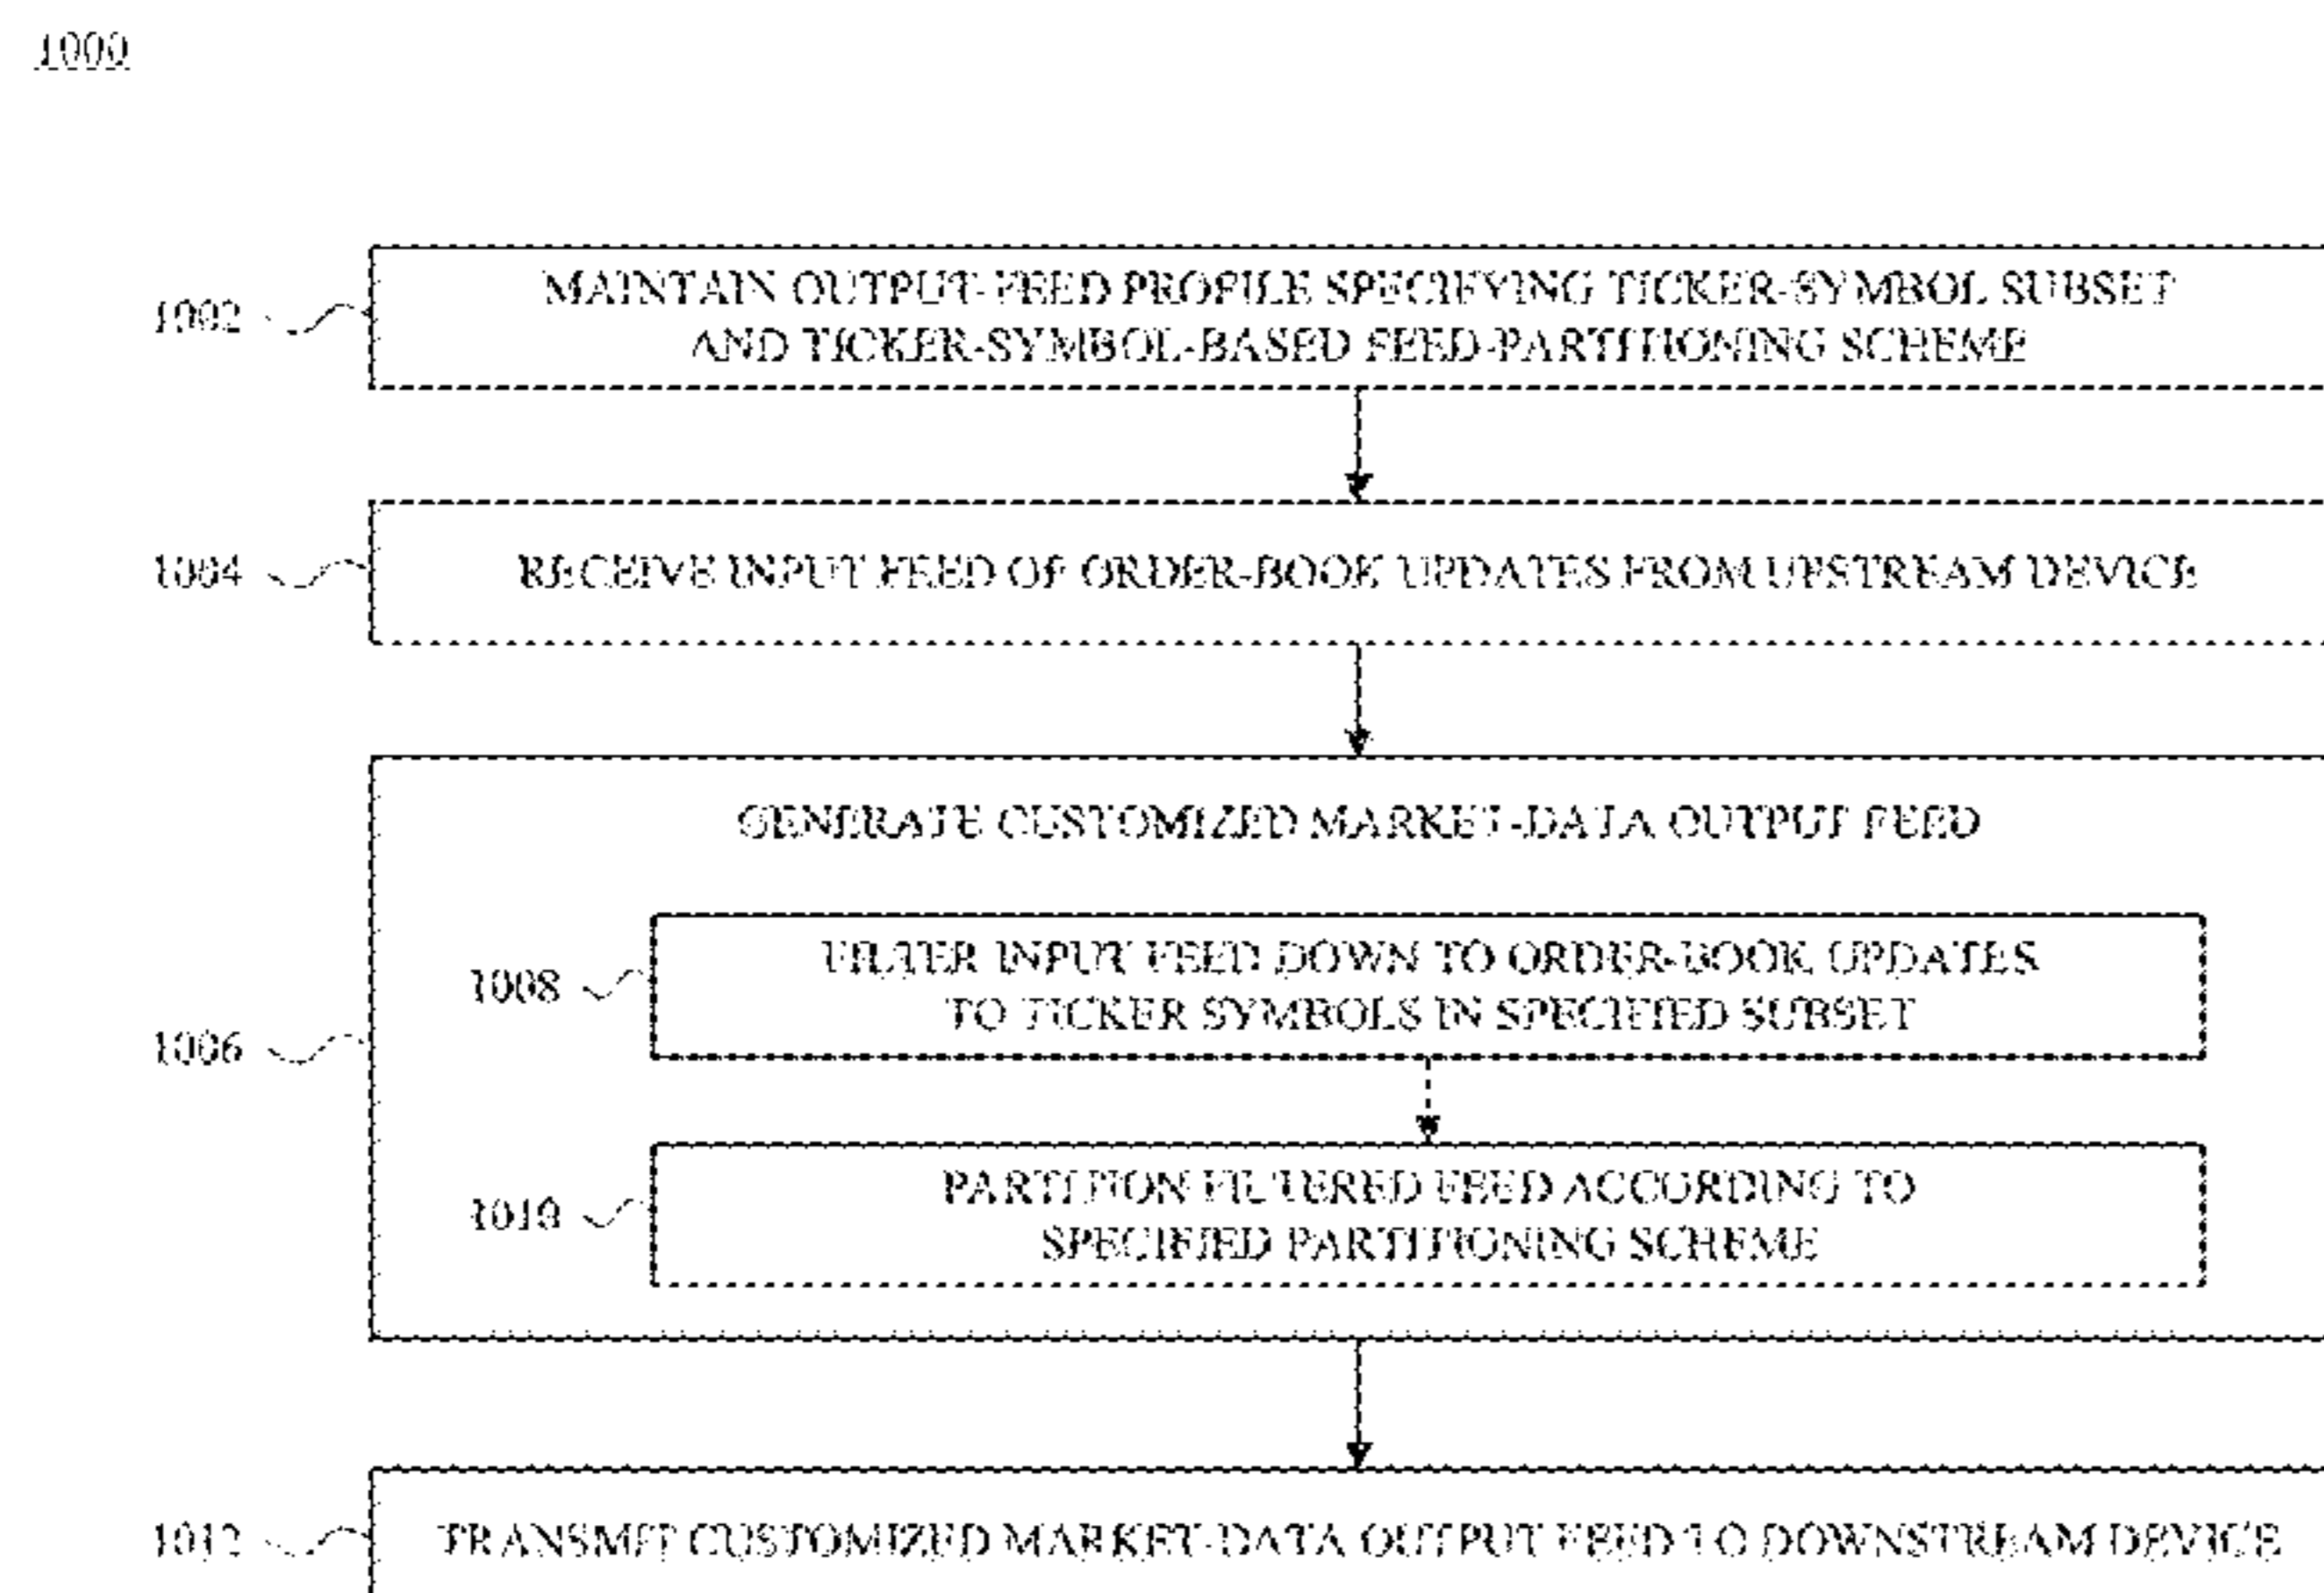 1000
1002
MAINTAIN OUTPUT-FEED PROFILE SPECIFYING TICKER-SYMBOL SUBSET
AND TICKER-SYMBOL-BASED FEED-PARTITIONING SCHEME
1004
RECEIVE INPUT FEED OF ORDER-BOOK UPDATES FROM UPSTREAM DEVICE
1006
GENERATE CUSTOMIZED MARKET-DATA OUTPUT FEED
1008
FILTER INPUT FEED DOWN TO ORDER-BOOK UPDATES
TO TICKER SYMBOLS IN SPECIFIED SUBSET
1010
PARTITION FILTERED FEED ACCORDING TO
SPECIFIED PARTITIONING SCHEME
1012
TRANSMIT CUSTOMIZED MARKET-DATA OUTPUT FEED TO DOWNSTREAM DEVICE